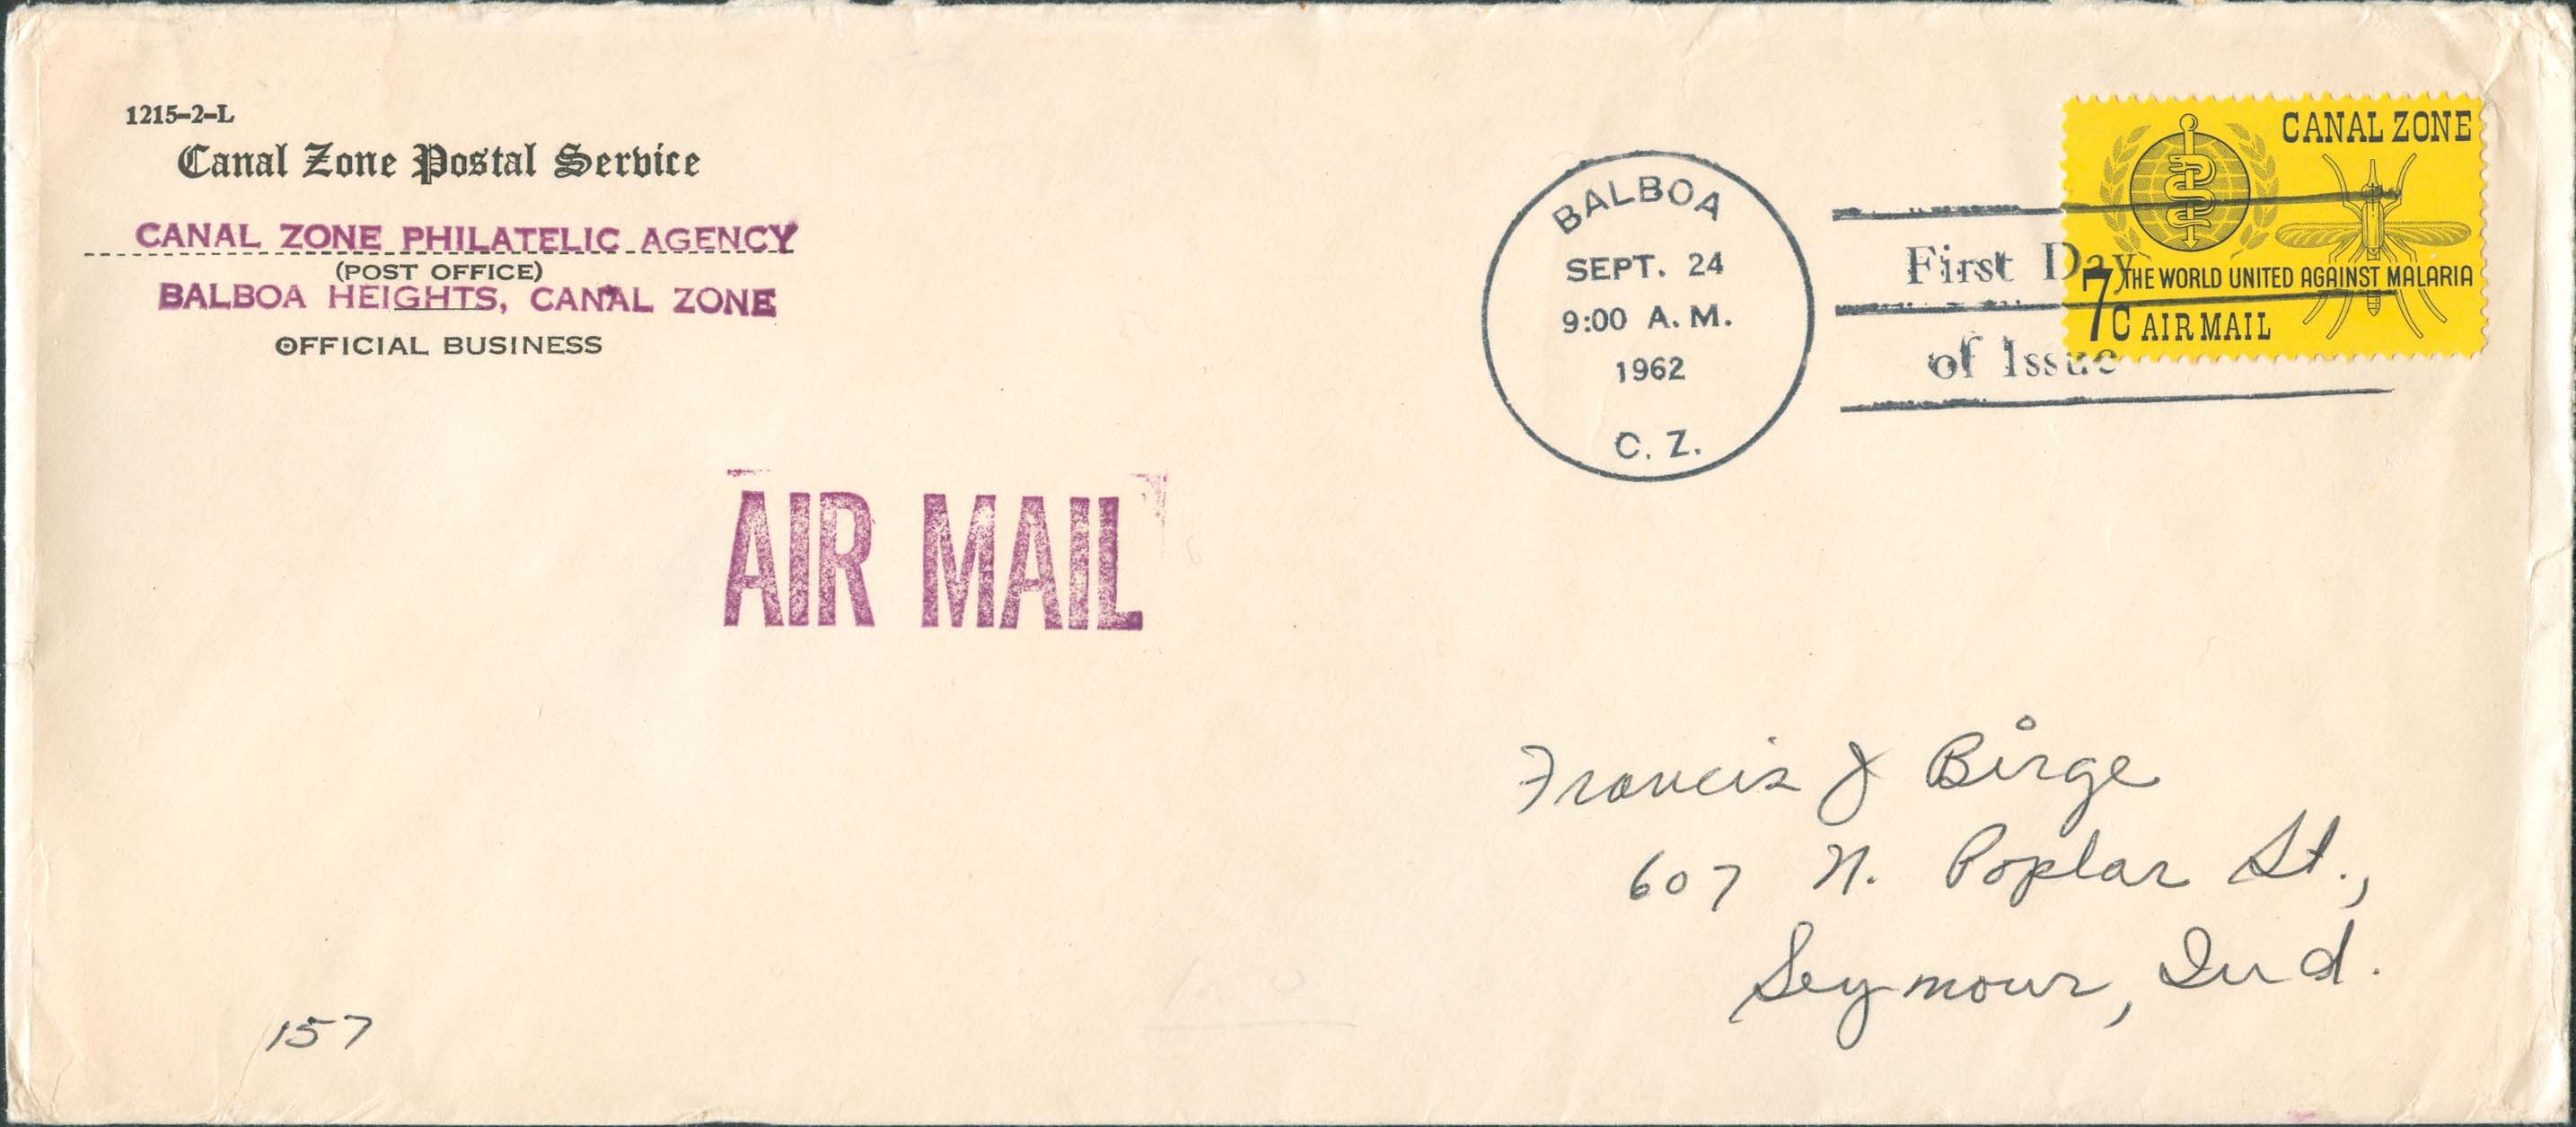 1215-2-L
Canal Zone Postal Service
CANAL ZONE PHILATELIC AGENCY
(POST OFFICE)
BALBOA HEIGHTS, CANAL ZONE
OFFICIAL BUSINESS
BALBOA
SEPT. 24
9:00 A.M.
1962
C. Z.
First Day
of Issue
CANAL ZONE
THE WORLD UNITED AGAINST MALARIA
7c AIR MAIL
AIR MAIL
Francis J Birge
607 N. Poplar St.,
Seymour, Ind.
157